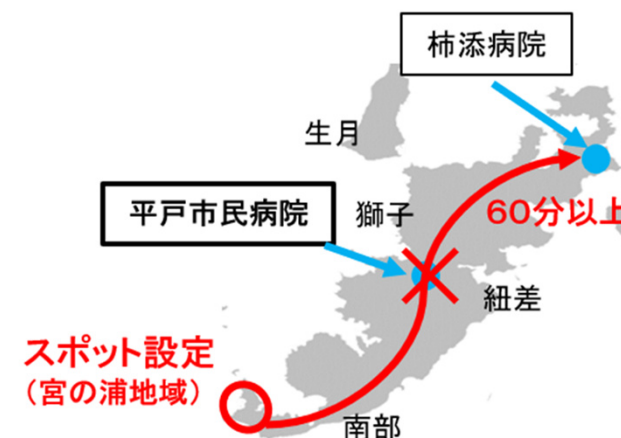 柿添病院
生月
平戸市民病院
獅子
60分以上
紐差
スポット設定
(宮の浦地域)
南部